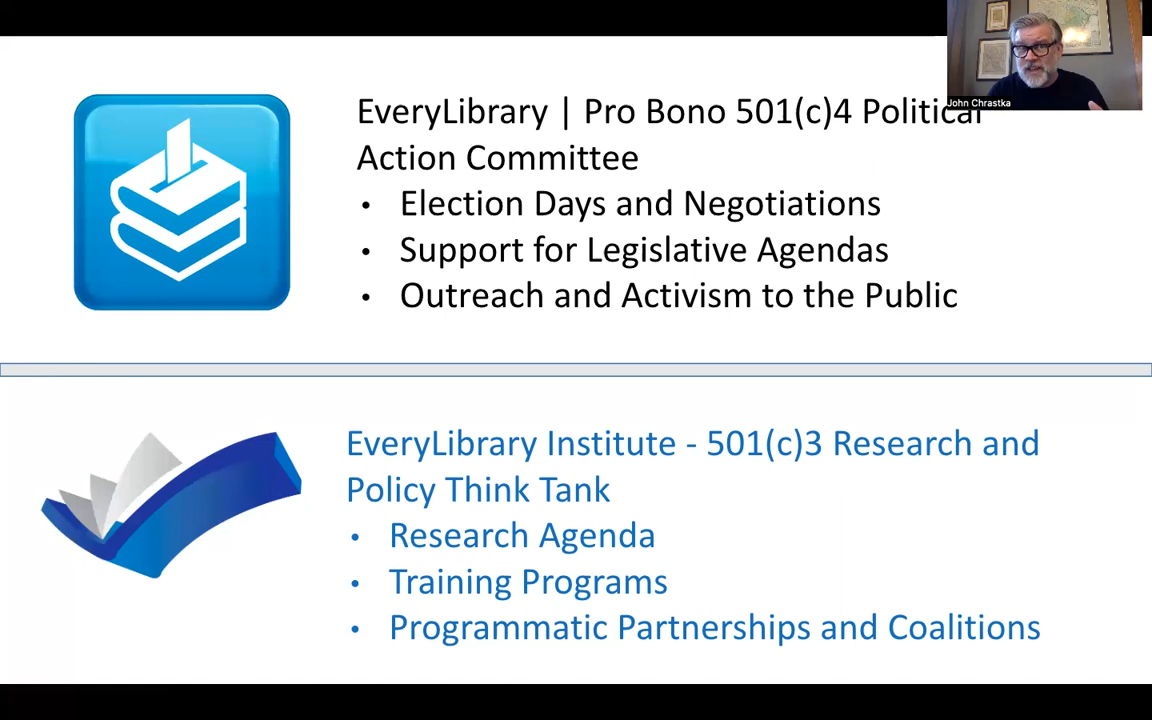 EveryLibrary | Pro Bono 501(c)4 Political
Action Committee
• Election Days and Negotiations
• Support for Legislative Agendas
• Outreach and Activism to the Public
John Chrastka
EveryLibrary Institute - 501(c)3 Research and
Policy Think Tank
• Research Agenda
• Training Programs
• Programmatic Partnerships and Coalitions